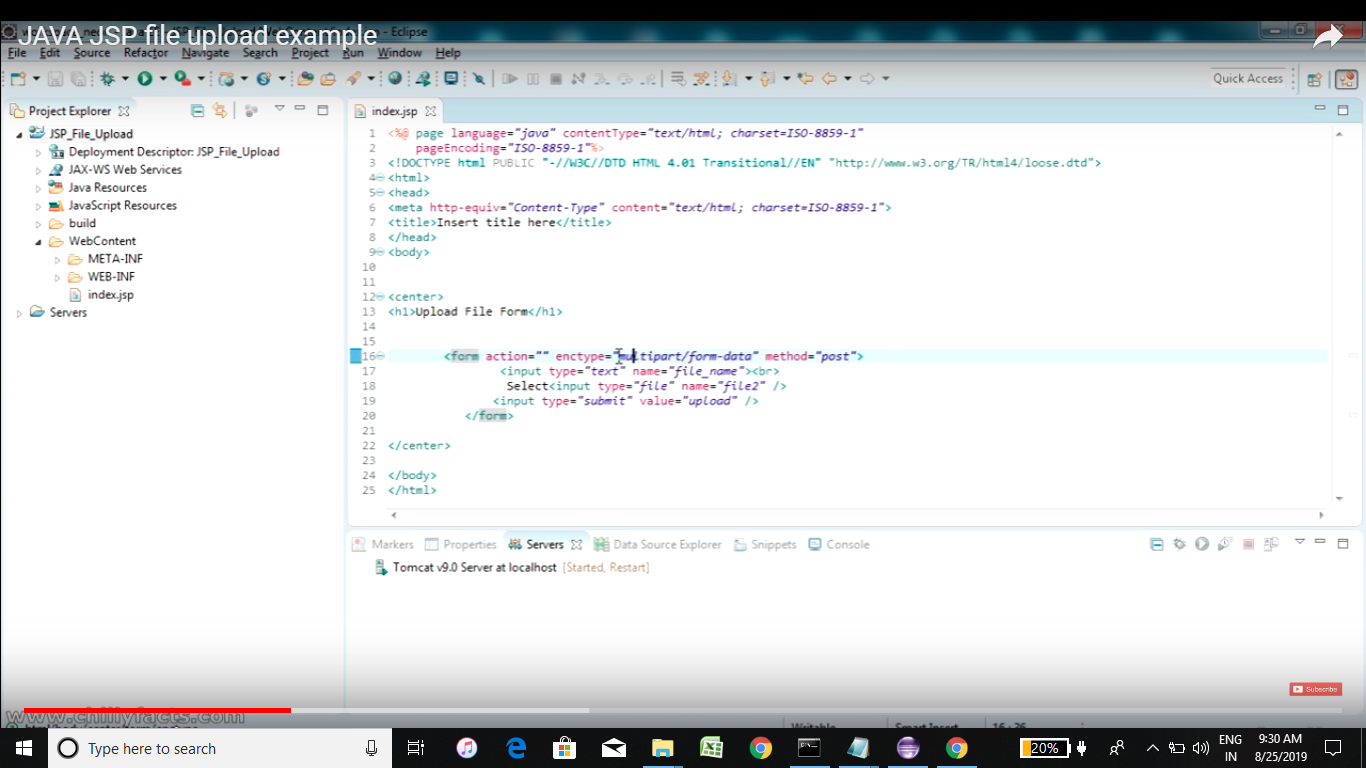 JAVA JSP file upload example
- Eclipse
File Edit Source Refactor Navigate Search Project Run Window Help
Quick Access
Project Explorer
JSP_File_Upload
Deployment Descriptor: JSP_File_Upload
JAX-WS Web Services
Java Resources
JavaScript Resources
build
WebContent
META-INF
WEB-INF
index.jsp
Servers
index.jsp
1 <%@ page language="java" contentType="text/html; charset=ISO-8859-1"
2 pageEncoding="ISO-8859-1"%>
3 <!DOCTYPE html PUBLIC "-//W3C//DTD HTML 4.01 Transitional//EN" "http://www.w3.org/TR/html4/loose.dtd">
4 <html>
5 <head>
6 <meta http-equiv="Content-Type" content="text/html; charset=ISO-8859-1">
7 <title>Insert title here</title>
8 </head>
9 <body>
10
11
12 <center>
13 <h1>Upload File Form</h1>
14
15
16 <form action="" enctype="multipart/form-data" method="post">
17 <input type="text" name="file_name"><br>
18 Select<input type="file" name="file2" />
19 <input type="submit" value="upload" />
20 </form>
21
22 </center>
23
24 </body>
25 </html>
Markers Properties Servers Data Source Explorer Snippets Console
Tomcat v9.0 Server at localhost [Started, Restart]
Subscribe
www.chillyfacts.com
Writable Smart Insert 16 : 26
Type here to search
20%
ENG
IN
9:30 AM
8/25/2019